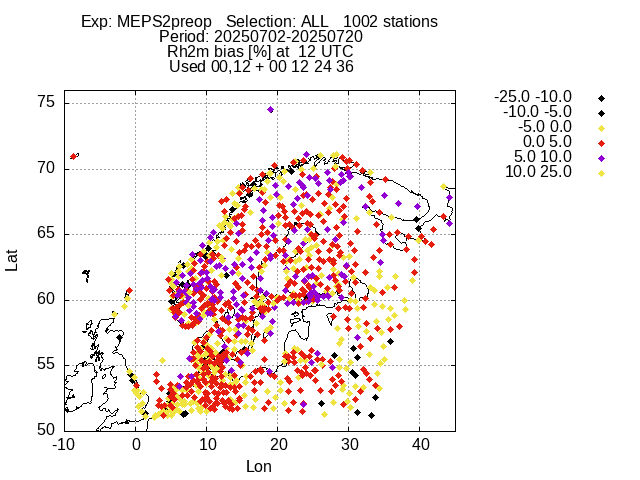 Exp: MEPS2preop   Selection: ALL   1002 stations
Period: 20250702-20250720
Rh2m bias [%] at  12 UTC
Used 00,12 + 00 12 24 36
-25.0 -10.0
-10.0 -5.0
-5.0 0.0
0.0 5.0
5.0 10.0
10.0 25.0
75
70
65
60
55
50
Lat
-10 0 10 20 30 40
Lon